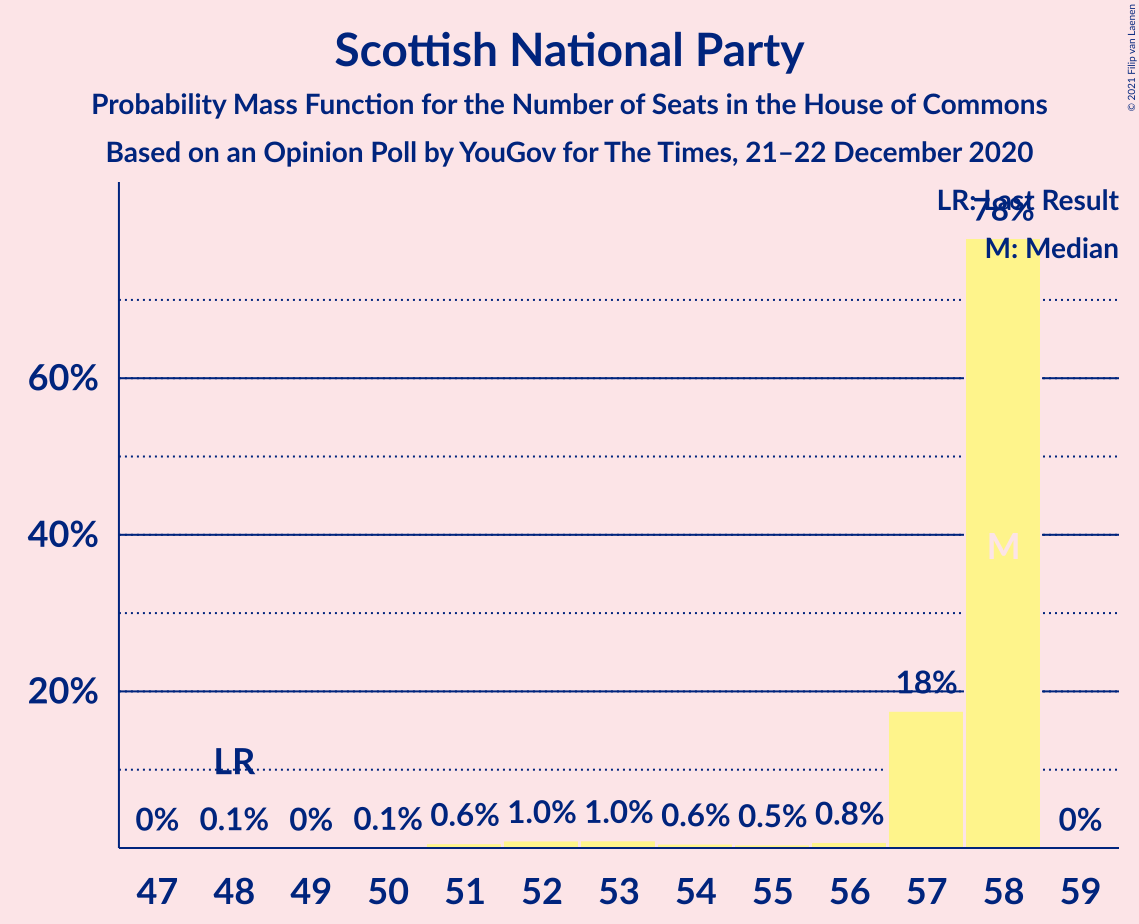 Scottish National Party
Probability Mass Function for the Number of Seats in the House of Commons
Based on an Opinion Poll by YouGov for The Times, 21–22 December 2020
© 2021 Filip van Laenen
LR: Last Result
78%
M: Median
60%
40%
M
20%
18%
LR
0% 0.1% 0% 0.1% 0.6% 1.0% 1.0% 0.6% 0.5% 0.8% 0%
47 48 49 50 51 52 53 54 55 56 57 58 59